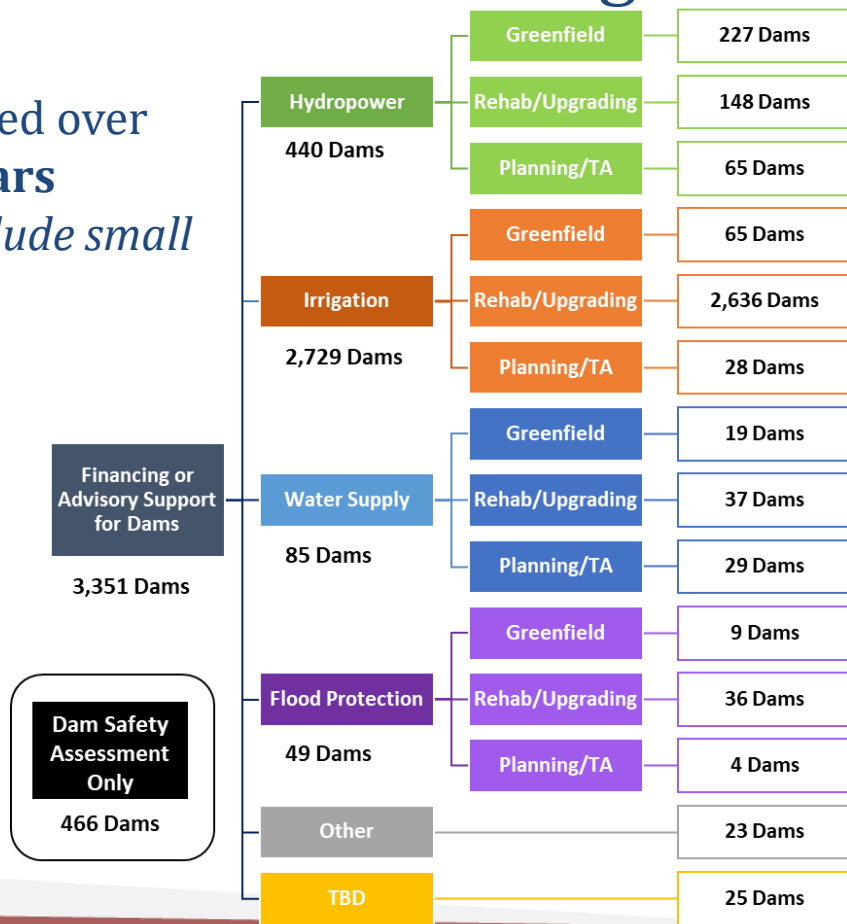 g
ed over
ars
lude small
Financing or
Advisory Support
for Dams
3,351 Dams
Dam Safety
Assessment
Only
466 Dams
Hydropower
440 Dams
Greenfield
227 Dams
Rehab/Upgrading
148 Dams
Planning/TA
65 Dams
Irrigation
2,729 Dams
Greenfield
65 Dams
Rehab/Upgrading
2,636 Dams
Planning/TA
28 Dams
Water Supply
85 Dams
Greenfield
19 Dams
Rehab/Upgrading
37 Dams
Planning/TA
29 Dams
Flood Protection
49 Dams
Greenfield
9 Dams
Rehab/Upgrading
36 Dams
Planning/TA
4 Dams
Other
23 Dams
TBD
25 Dams